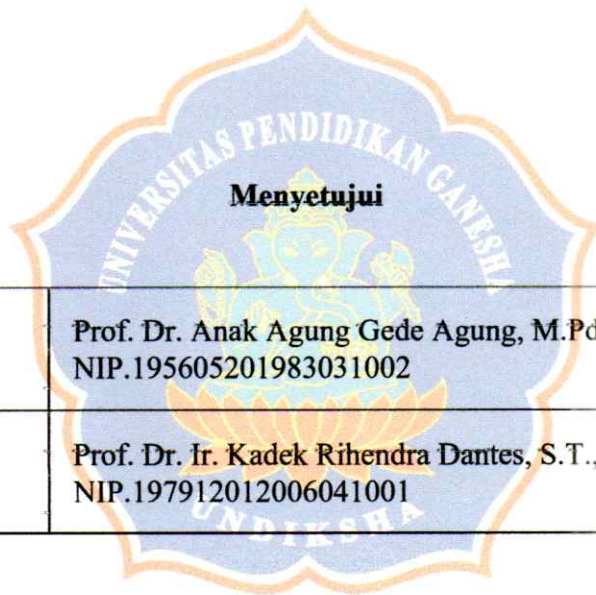 UNIVERSITAS PENDIDIKAN GANESHA
Menyetujui
Prof. Dr. Anak Agung Gede Agung, M.Pd
NIP.195605201983031002
Prof. Dr. Ir. Kadek Rihendra Dantes, S.T.,
NIP.197912012006041001
UNDIKSHA